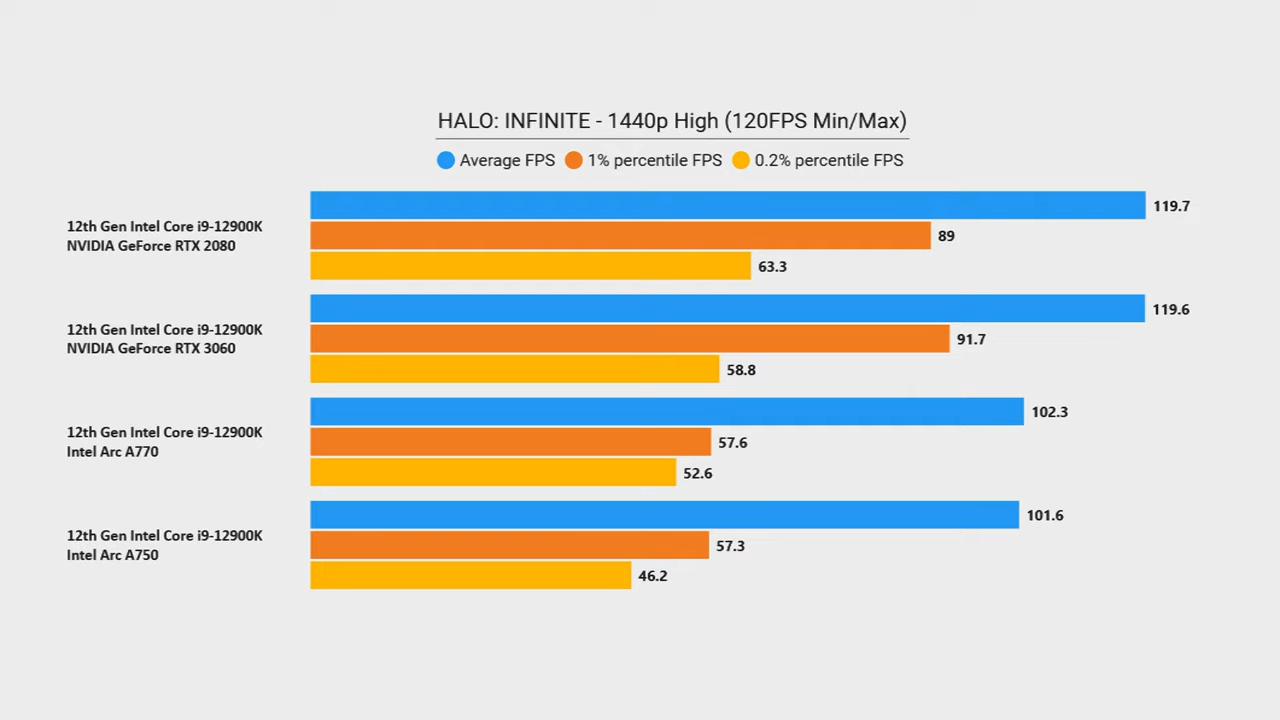 HALO: INFINITE - 1440p High (120FPS Min/Max)
Average FPS 1% percentile FPS 0.2% percentile FPS
12th Gen Intel Core i9-12900K
NVIDIA GeForce RTX 2080
119.7
89
63.3
12th Gen Intel Core i9-12900K
NVIDIA GeForce RTX 3060
119.6
91.7
58.8
12th Gen Intel Core i9-12900K
Intel Arc A770
102.3
57.6
52.6
12th Gen Intel Core i9-12900K
Intel Arc A750
101.6
57.3
46.2